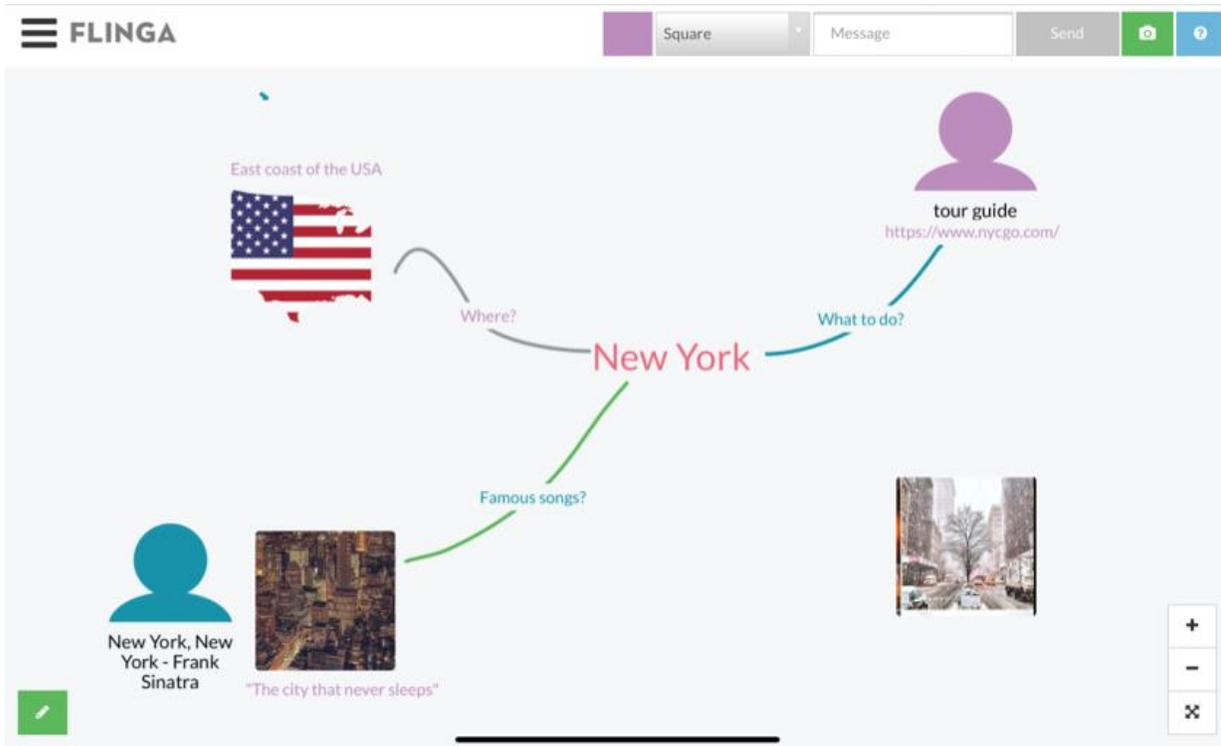 FLINGA
Square
Message
Send
East coast of the USA
tour guide
https://www.nycgo.com/
Where?
What to do?
New York
Famous songs?
New York, New
York - Frank
Sinatra
"The city that never sleeps"